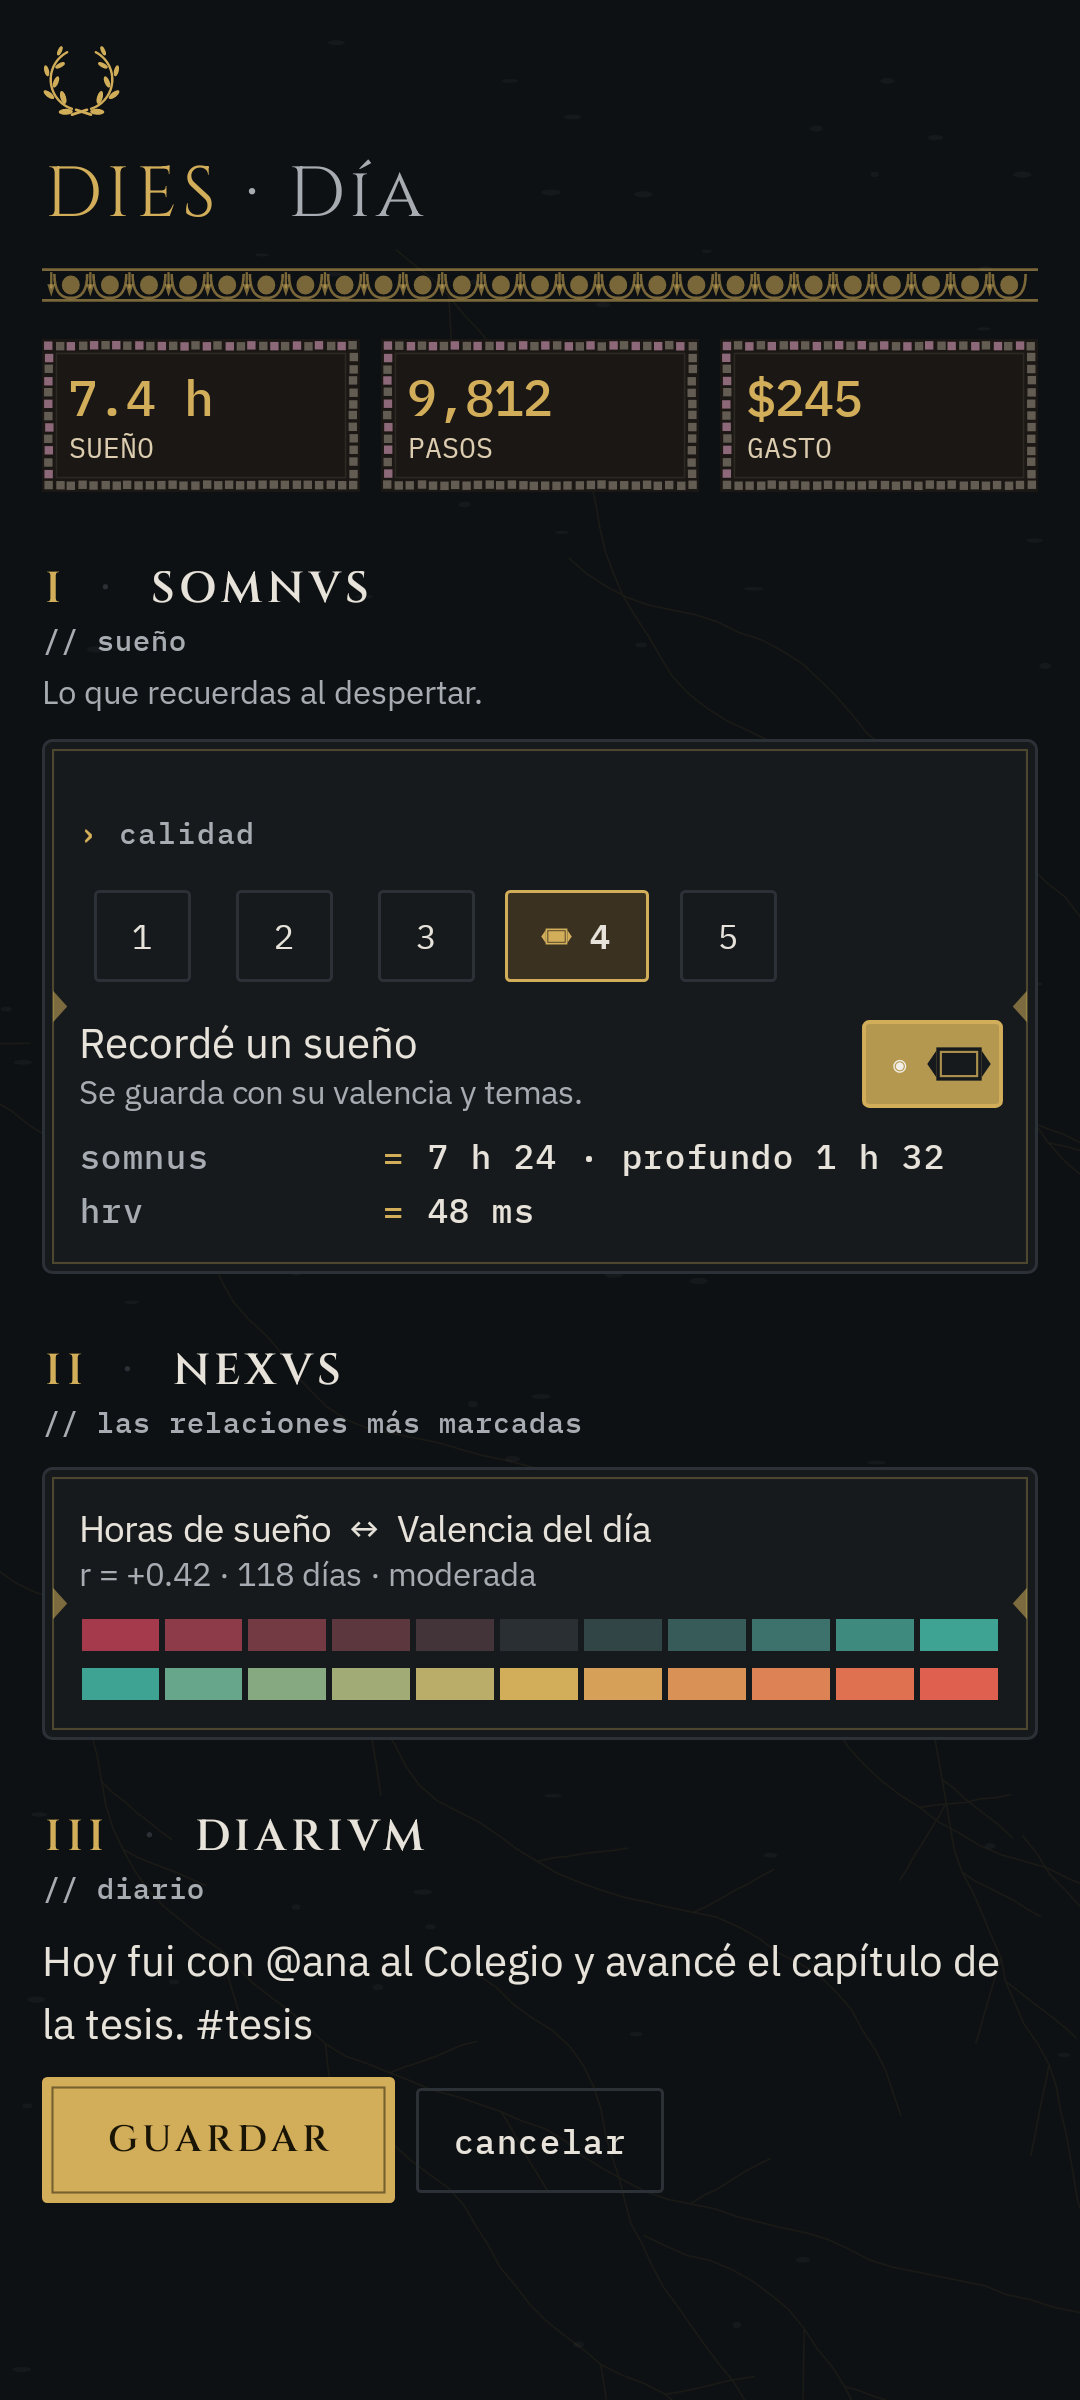 DIES · DÍA
7.4 h
SUEÑO
9,812
PASOS
$245
GASTO
I · SOMNVS
// sueño
Lo que recuerdas al despertar.
› calidad
1 2 3 4 5
Recordé un sueño
Se guarda con su valencia y temas.
somnus = 7 h 24 · profundo 1 h 32
hrv = 48 ms
II · NEXVS
// las relaciones más marcadas
Horas de sueño ↔ Valencia del día
r = +0.42 · 118 días · moderada
III · DIARIVM
// diario
Hoy fui con @ana al Colegio y avancé el capítulo de
la tesis. #tesis
GUARDAR
cancelar